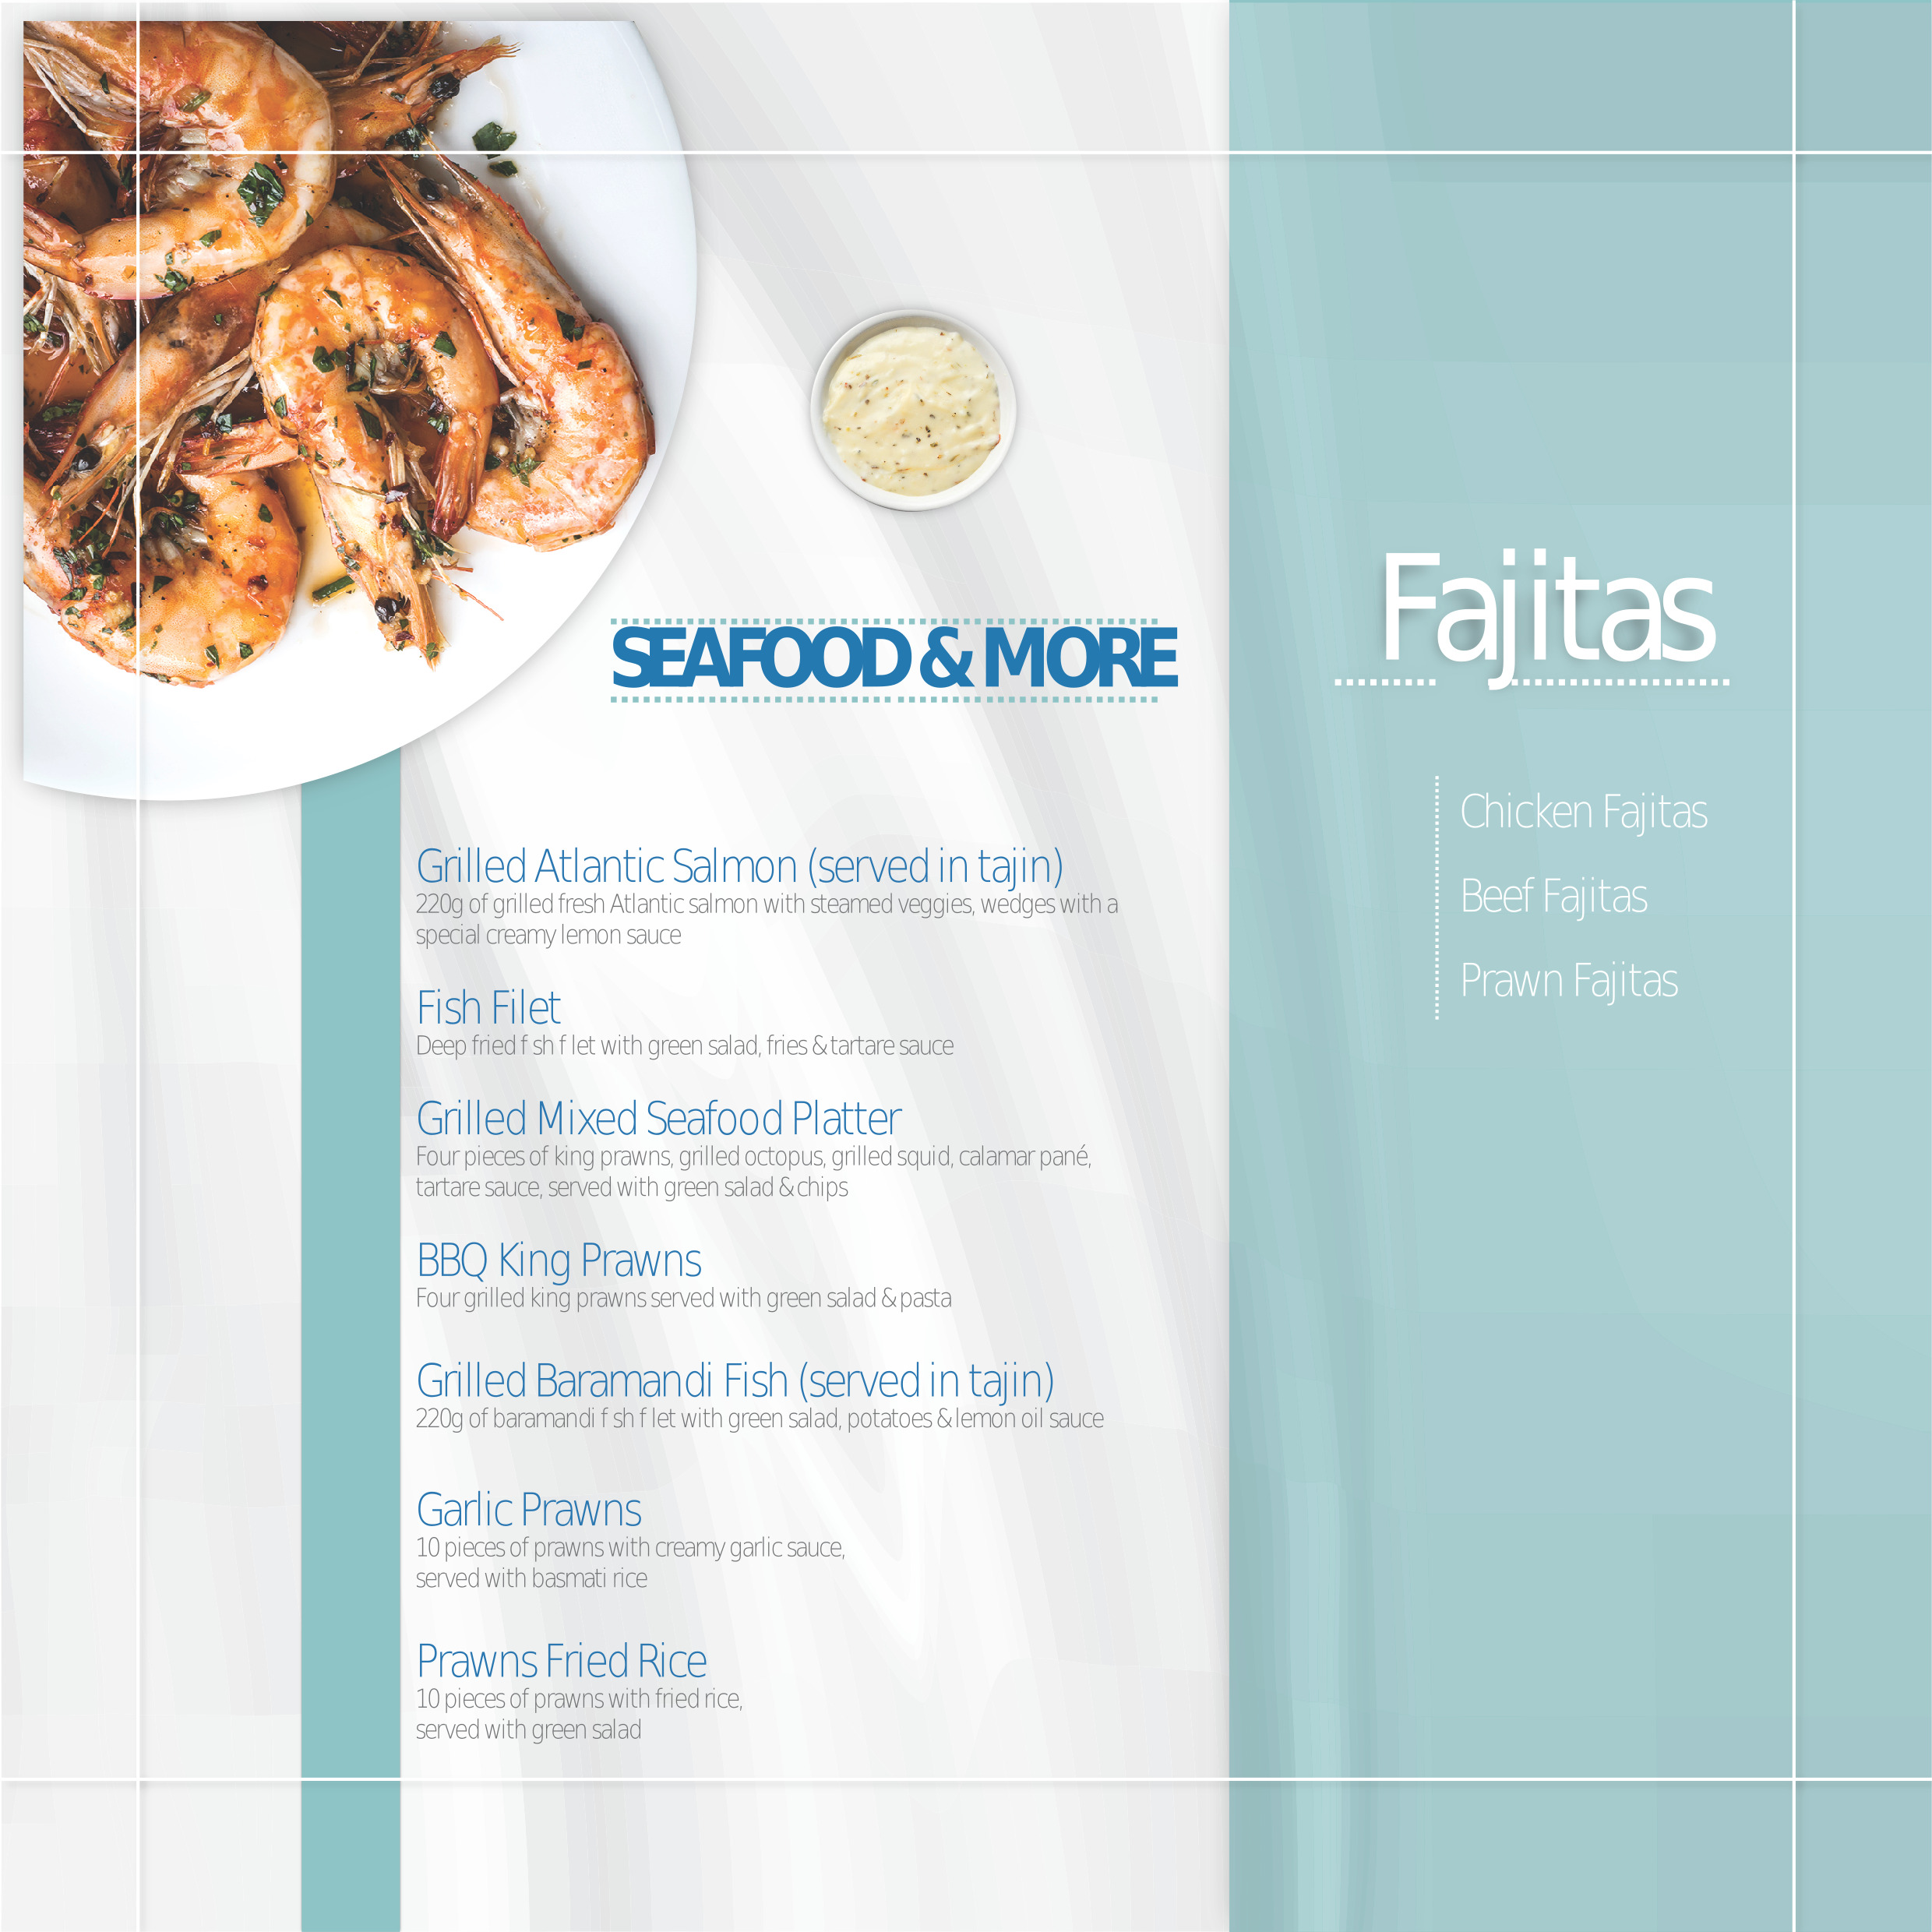 SEAFOOD & MORE
Grilled Atlantic Salmon (served in tajin)
220g of grilled fresh Atlantic salmon with steamed veggies, wedges with a
special creamy lemon sauce
Fish Filet
Deep fried f sh f let with green salad, fries & tartare sauce
Grilled Mixed Seafood Platter
Four pieces of king prawns, grilled octopus, grilled squid, calamar pané,
tartare sauce, served with green salad & chips
BBQ King Prawns
Four grilled king prawns served with green salad & pasta
Grilled Baramandi Fish (served in tajin)
220g of baramandi f sh f let with green salad, potatoes & lemon oil sauce
Garlic Prawns
10 pieces of prawns with creamy garlic sauce,
served with basmati rice
Prawns Fried Rice
10 pieces of prawns with fried rice,
served with green salad
Fajitas
Chicken Fajitas
Beef Fajitas
Prawn Fajitas